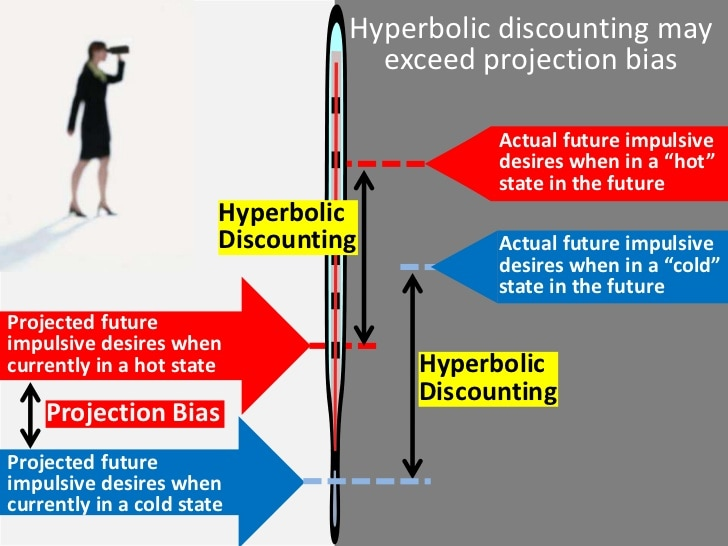 Hyperbolic discounting may
exceed projection bias
Actual future impulsive
desires when in a “hot”
state in the future
Hyperbolic
Discounting
Actual future impulsive
desires when in a “cold”
state in the future
Projected future
impulsive desires when
currently in a hot state
Hyperbolic
Discounting
Projection Bias
Projected future
impulsive desires when
currently in a cold state